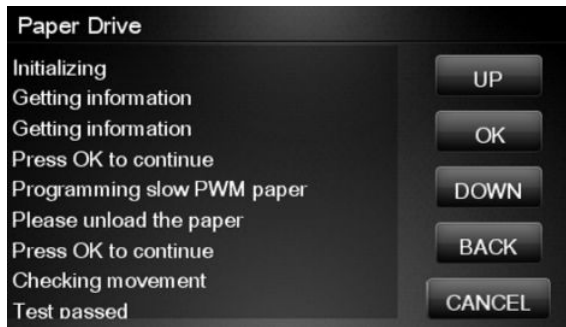 Paper Drive
Initializing
Getting information
Getting information
Press OK to continue
Programming slow PWM paper
Please unload the paper
Press OK to continue
Checking movement
Test passed
UP
OK
DOWN
BACK
CANCEL